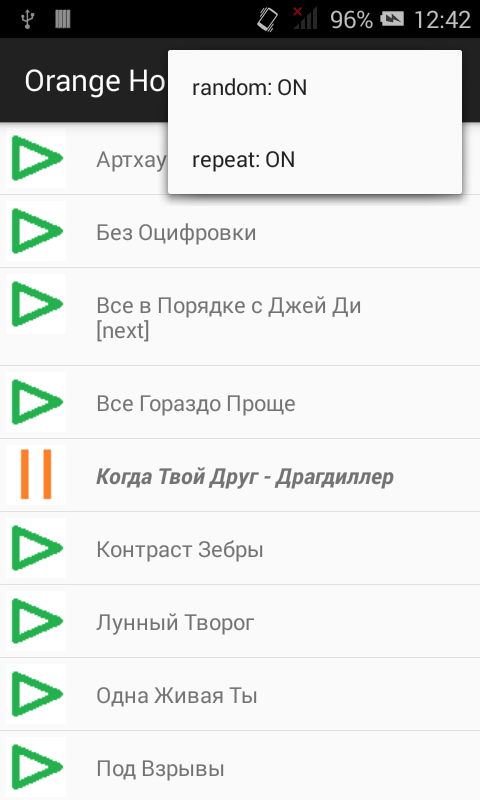 96% 12:42
Orange Ho
random: ON
repeat: ON
Артхау
Без Оцифровки
Все в Порядке с Джей Ди
[next]
Все Гораздо Проще
Когда Твой Друг - Драгдиллер
Контраст Зебры
Лунный Творог
Одна Живая Ты
Под Взрывы